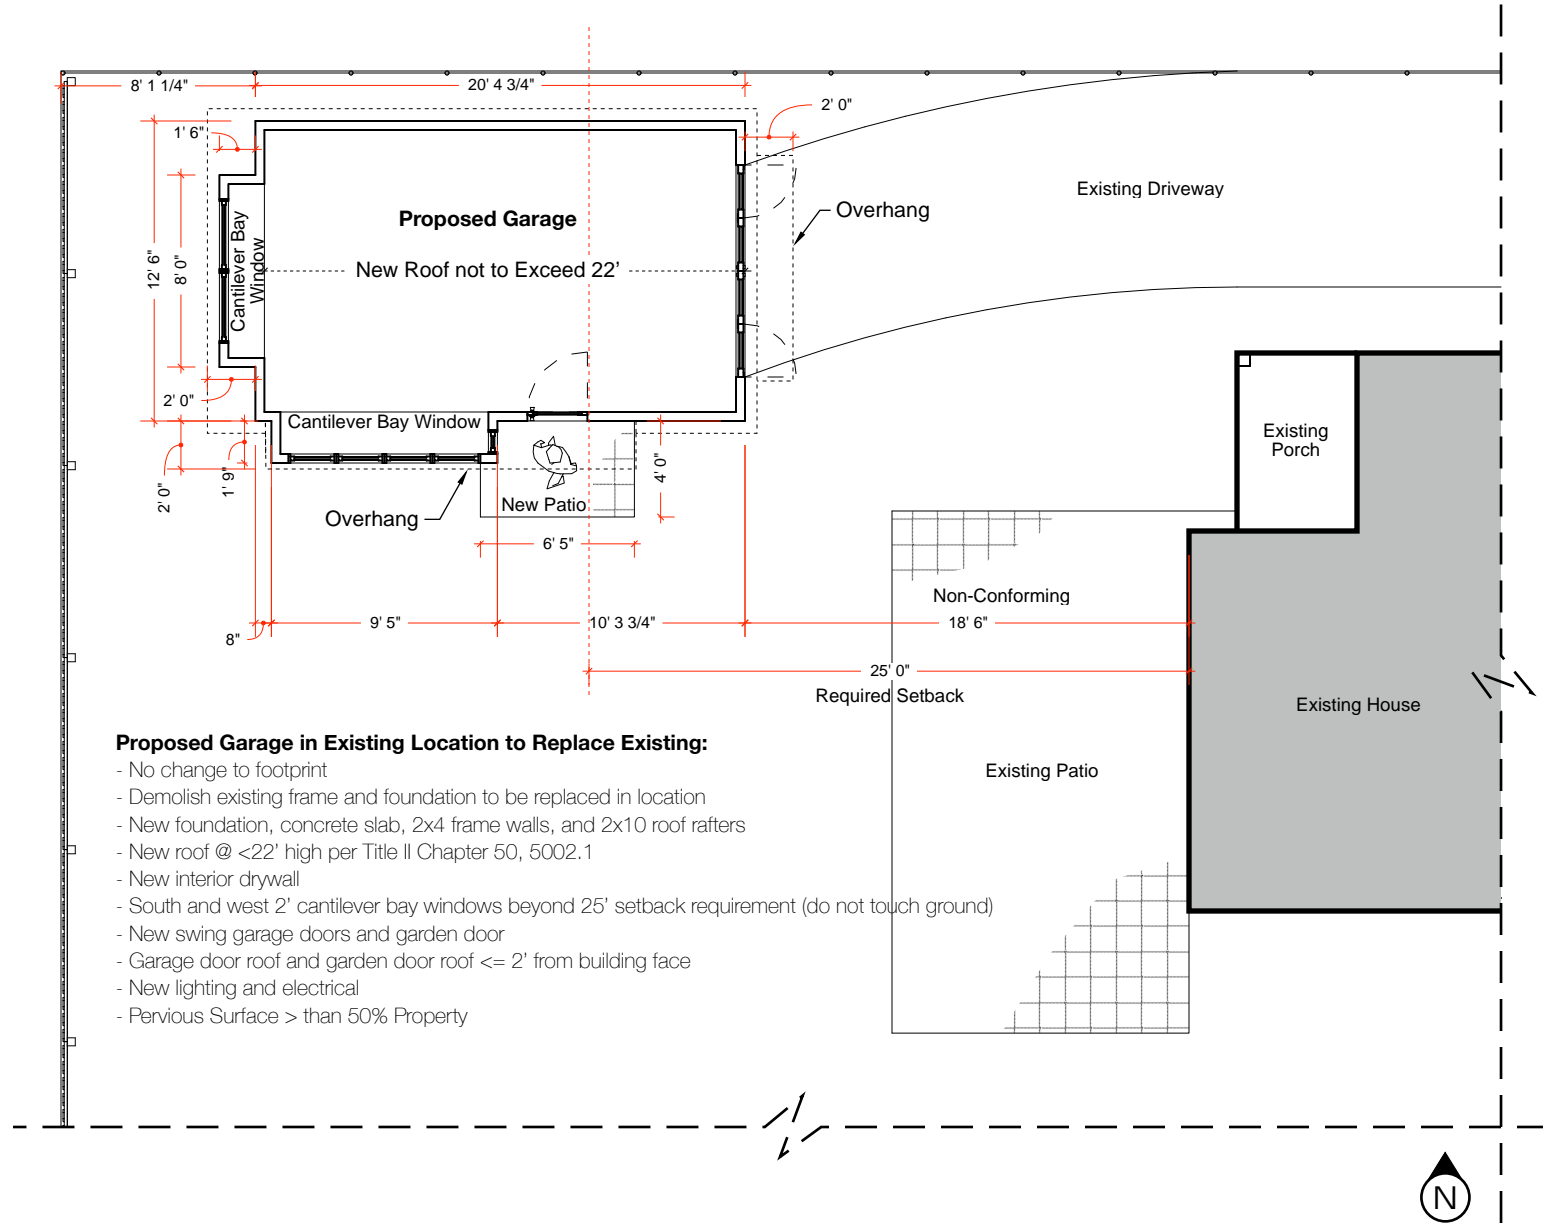 8' 1 1/4"
20' 4 3/4"
2' 0"
1' 6"
Existing Driveway
Overhang
Proposed Garage
New Roof not to Exceed 22’
12' 6"
8' 0"
Cantilever Bay
Window
2' 0"
Cantilever Bay Window
Existing
Porch
2' 0"
1' 9"
4' 0"
New Patio
Overhang
6' 5"
Non-Conforming
8"
9' 5"
10' 3 3/4"
18' 6"
25' 0"
Required Setback
Existing House
Proposed Garage in Existing Location to Replace Existing:
- No change to footprint
- Demolish existing frame and foundation to be replaced in location
- New foundation, concrete slab, 2x4 frame walls, and 2x10 roof rafters
- New roof @ <22’ high per Title II Chapter 50, 5002.1
- New interior drywall
- South and west 2’ cantilever bay windows beyond 25’ setback requirement (do not touch ground)
- New swing garage doors and garden door
- Garage door roof and garden door roof <= 2’ from building face
- New lighting and electrical
- Pervious Surface > than 50% Property
Existing Patio
N